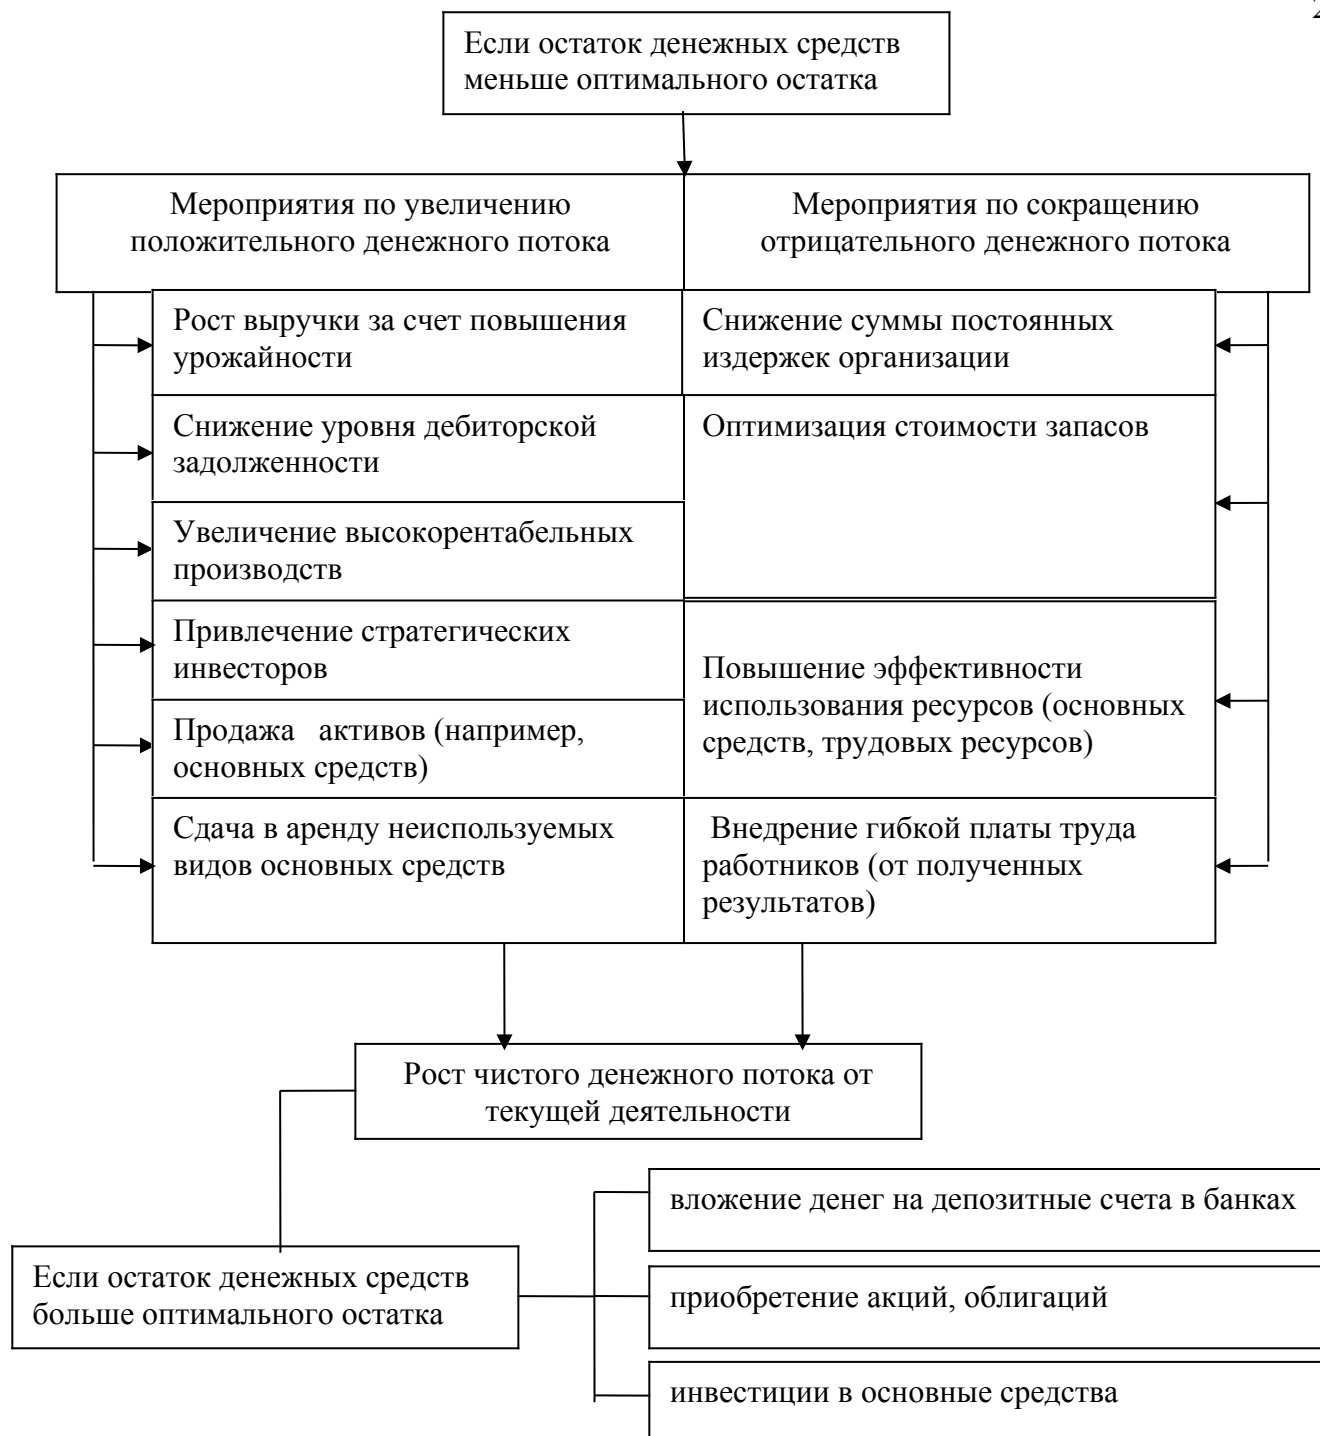 2
Если остаток денежных средств
меньше оптимального остатка
Мероприятия по увеличению
положительного денежного потока
Мероприятия по сокращению
отрицательного денежного потока
Рост выручки за счет повышения
урожайности
Снижение суммы постоянных
издержек организации
Снижение уровня дебиторской
задолженности
Оптимизация стоимости запасов
Увеличение высокорентабельных
производств
Привлечение стратегических
инвесторов
Повышение эффективности
использования ресурсов (основных
средств, трудовых ресурсов)
Продажа активов (например,
основных средств)
Сдача в аренду неиспользуемых
видов основных средств
Внедрение гибкой платы труда
работников (от полученных
результатов)
Рост чистого денежного потока от
текущей деятельности
вложение денег на депозитные счета в банках
Если остаток денежных средств
больше оптимального остатка
приобретение акций, облигаций
инвестиции в основные средства